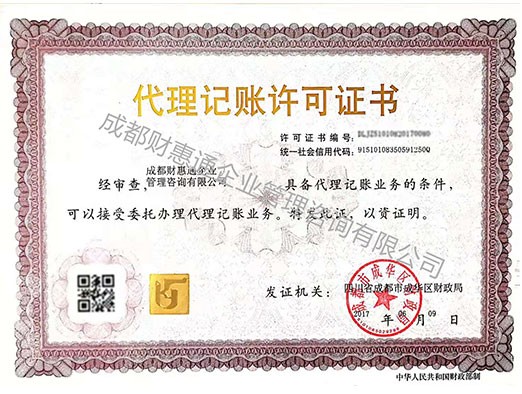 代理记账许可证书
许可证书编号:
统一社会信用代码: 91510108350591250Q
经审查, 成都财惠通企业管理咨询有限公司 具备代理记账业务的条件,
可以接受委托办理代理记账业务。特发此证,以资证明。
发证机关: 四川省成都市成华区财政局
2017 年 06 月 09 日
中华人民共和国财政部制
成都财惠通企业管理咨询有限公司